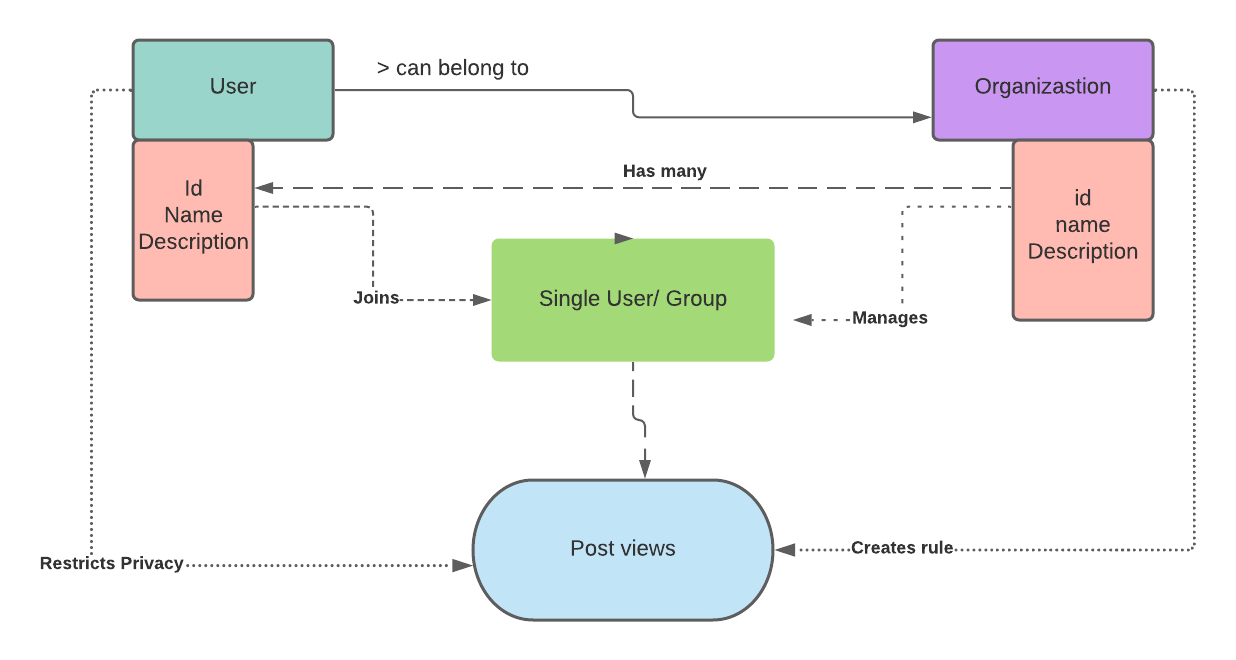 User
> can belong to
Organizastion
Has many
Id
Name
Description
id
name
Description
Joins
Single User/ Group
Manages
Post views
Creates rule
Restricts Privacy